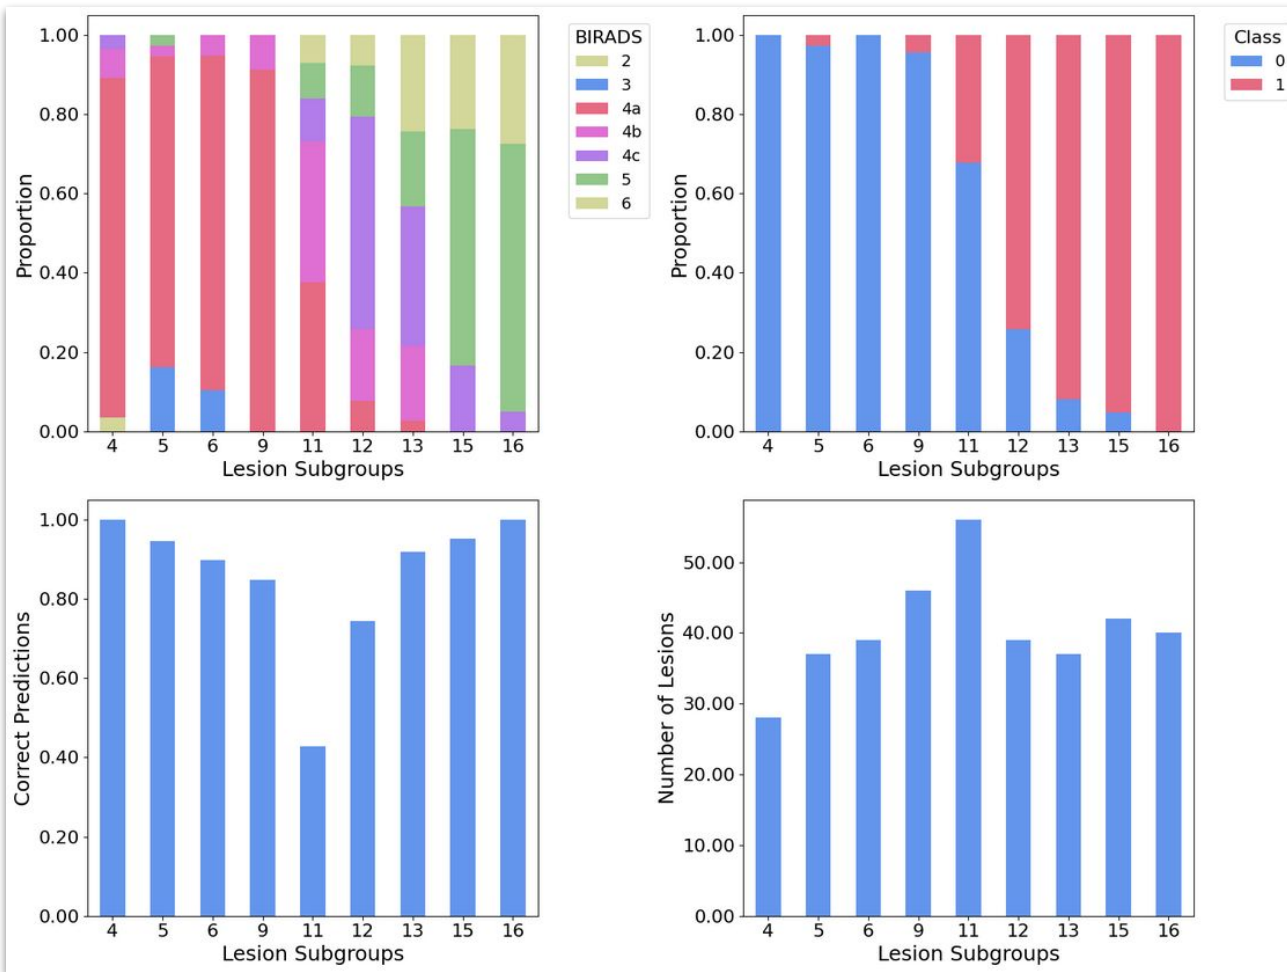 1.00
0.80
0.60
0.40
0.20
0.00
Proportion
4 5 6 9 11 12 13 15 16
Lesion Subgroups
BIRADS
2
3
4a
4b
4c
5
6
1.00
0.80
0.60
0.40
0.20
0.00
Proportion
4 5 6 9 11 12 13 15 16
Lesion Subgroups
Class
0
1
1.00
0.80
0.60
0.40
0.20
0.00
Correct Predictions
4 5 6 9 11 12 13 15 16
Lesion Subgroups
50.00
40.00
30.00
20.00
10.00
0.00
Number of Lesions
4 5 6 9 11 12 13 15 16
Lesion Subgroups